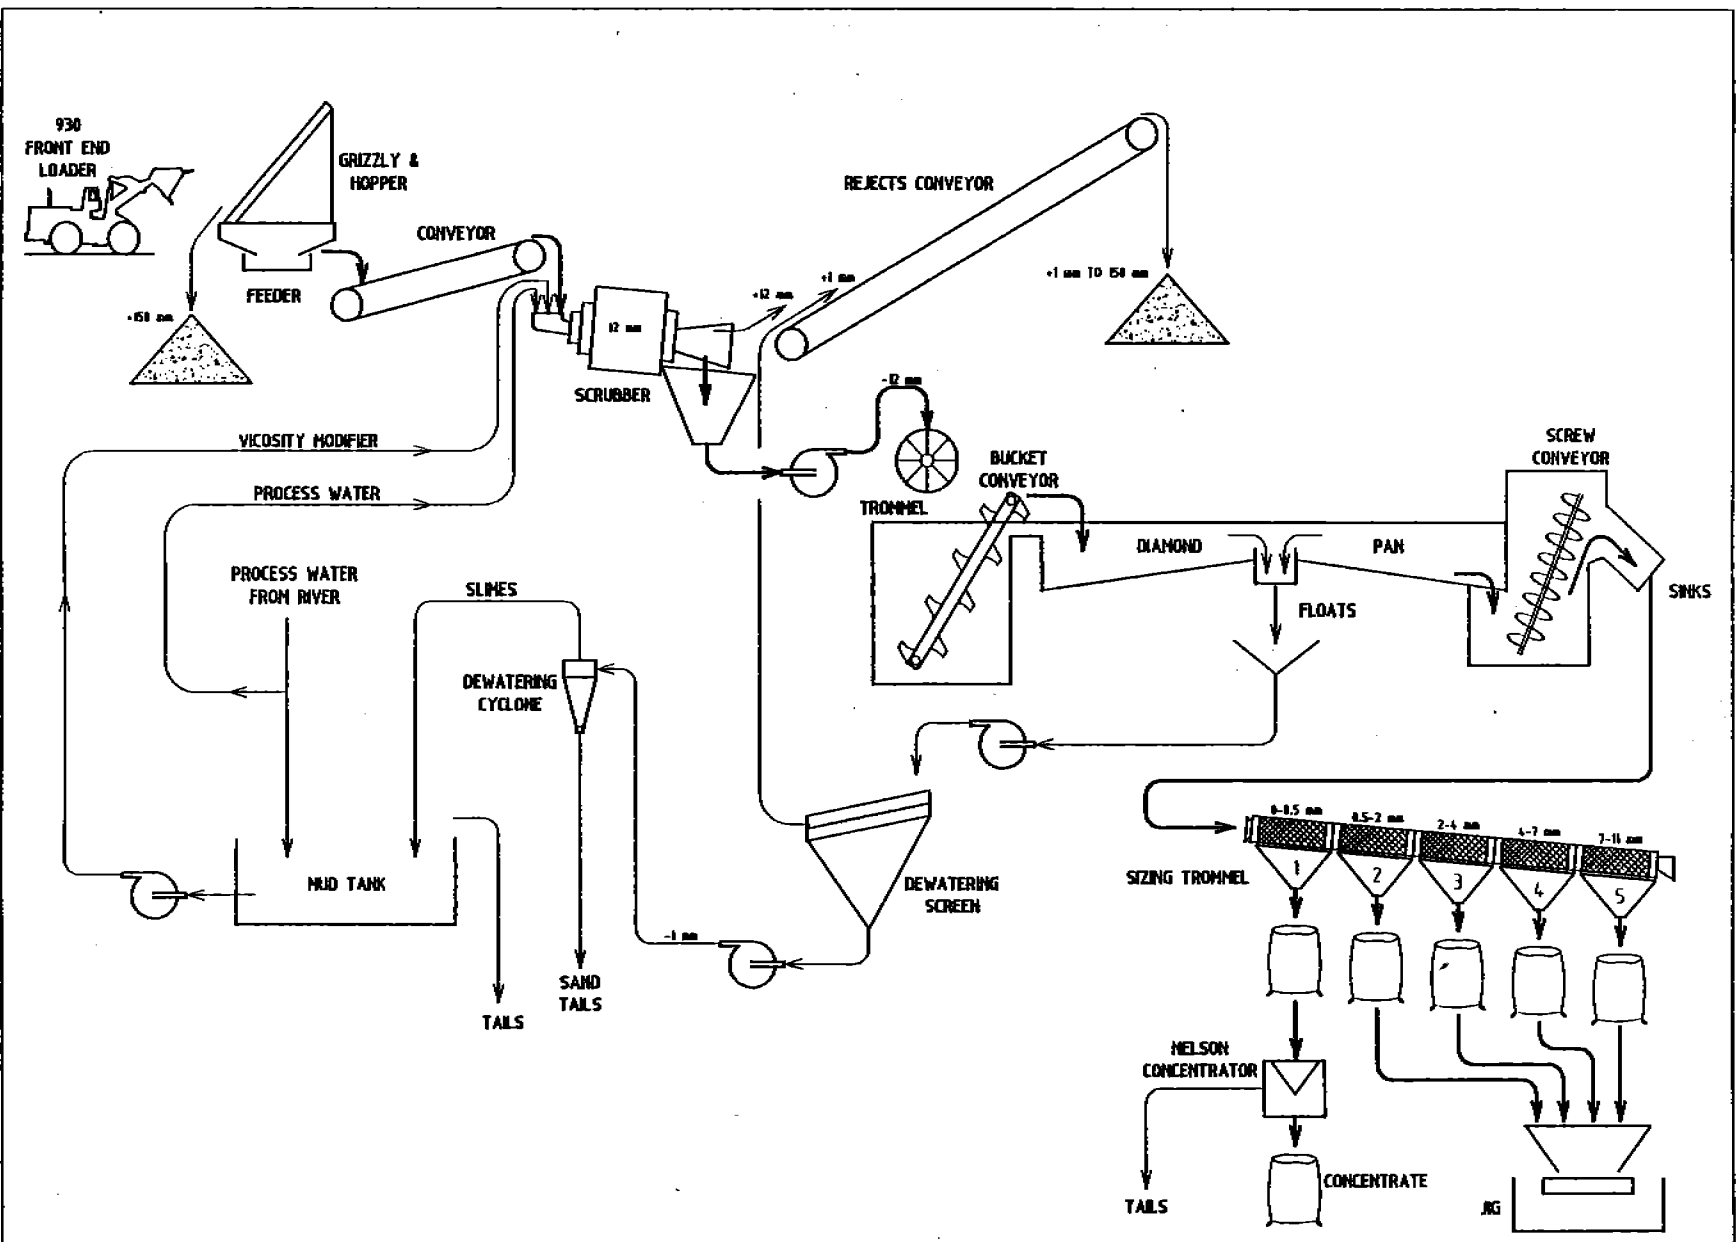 930
FRONT END
LOADER
GRIZZLY &
HOPPER
FEEDER
+150 mm
CONVEYOR
12 mm
SCRUBBER
+12 mm
+1 mm
REJECTS CONVEYOR
+1 mm TO 150 mm
-12 mm
TROMMEL
BUCKET
CONVEYOR
DIAMOND
PAN
FLOATS
SCREW
CONVEYOR
SINKS
VICOSITY MODIFIER
PROCESS WATER
PROCESS WATER
FROM RIVER
SLIMES
DEWATERING
CYCLONE
MUD TANK
TAILS
SAND
TAILS
-1 mm
DEWATERING
SCREEN
SIZING TROMMEL
0-0.5 mm
0.5-2 mm
2-4 mm
4-7 mm
1
2
3
4
5
NELSON
CONCENTRATOR
TAILS
CONCENTRATE
JIG